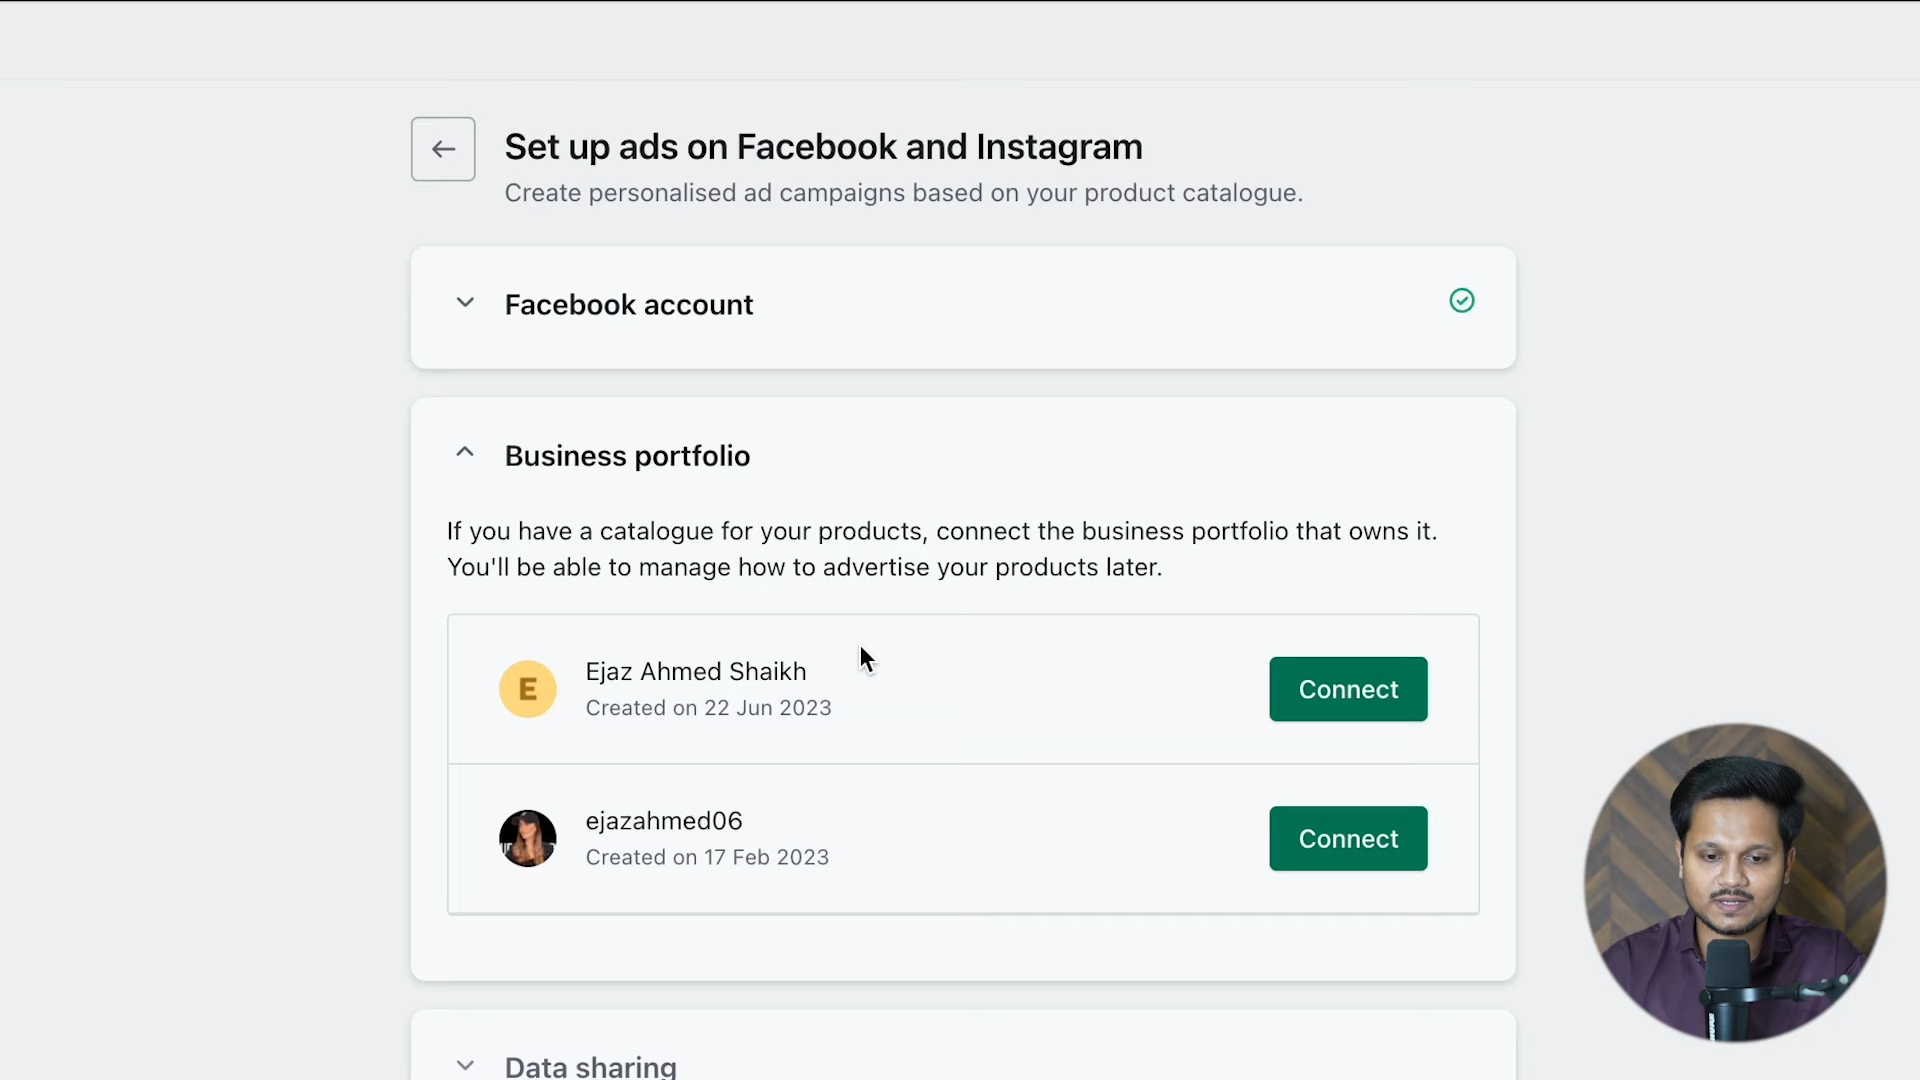 Set up ads on Facebook and Instagram
Create personalised ad campaigns based on your product catalogue.
Facebook account
Business portfolio
If you have a catalogue for your products, connect the business portfolio that owns it.
You'll be able to manage how to advertise your products later.
E
Ejaz Ahmed Shaikh
Created on 22 Jun 2023
Connect
ejazahmed06
Created on 17 Feb 2023
Connect
Data sharing